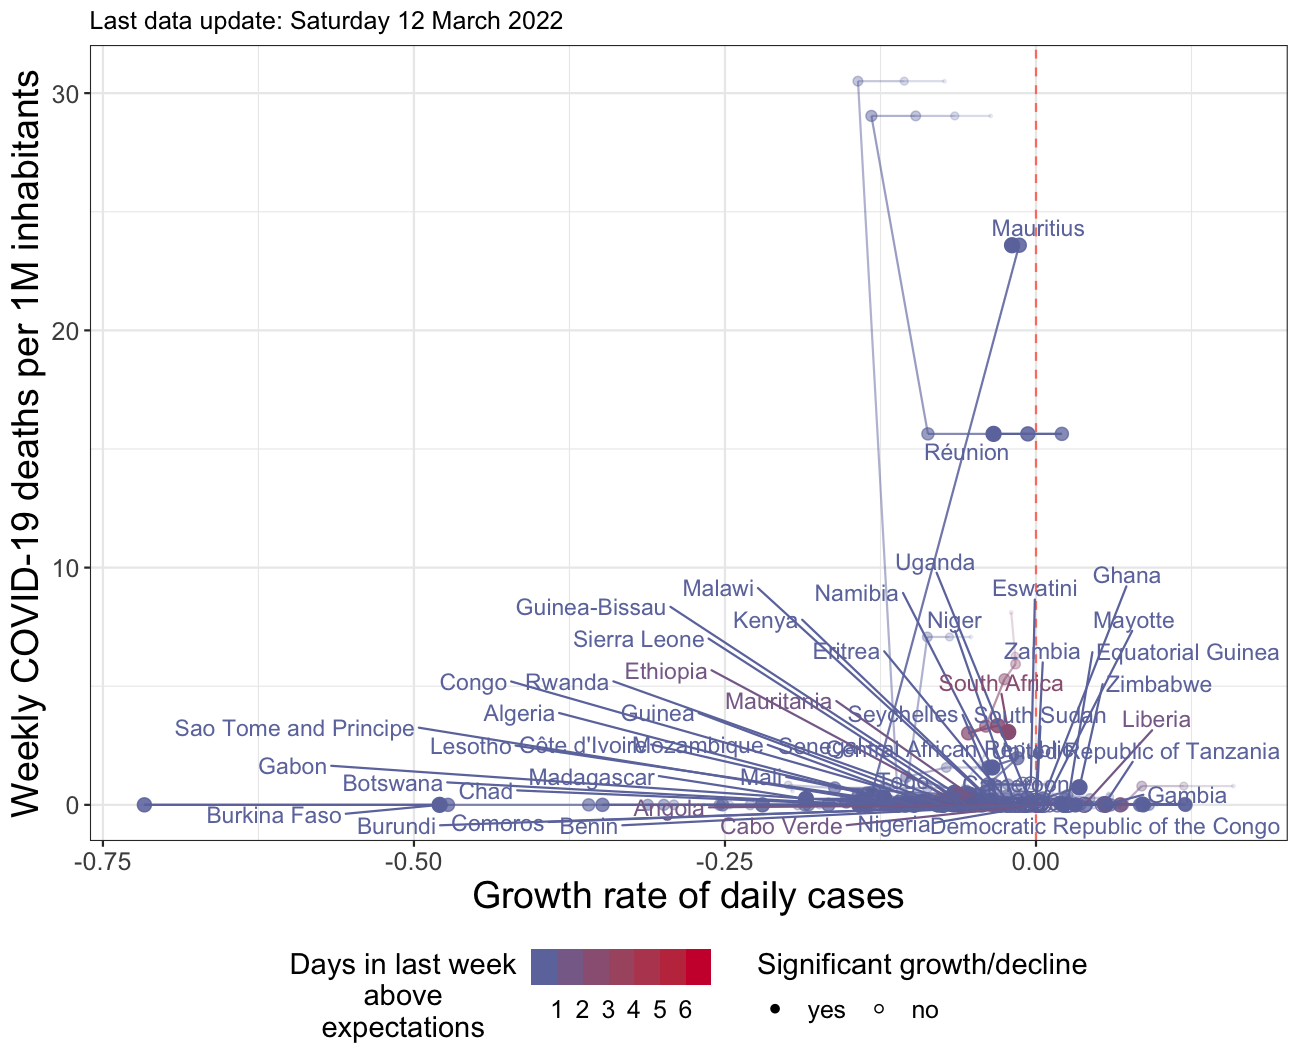 Last data update: Saturday 12 March 2022
Weekly COVID-19 deaths per 1M inhabitants
30
20
10
0
Mauritius
Réunion
Uganda
Ghana
Malawi
Namibia
Eswatini
Guinea-Bissau
Kenya
Niger
Mayotte
Sierra Leone
Eritrea
Zambia
Equatorial Guinea
Ethiopia
Congo
Rwanda
South Africa
Zimbabwe
Mauritania
Algeria
Guinea
Seychelles
South Sudan
Liberia
Sao Tome and Principe
Lesotho
Côte d'Ivoire
Mozambique
Senegal
Central African Republic
United Republic of Tanzania
Gabon
Botswana
Madagascar
Mali
Togo
Cameroon
Chad
Gambia
Angola
Burkina Faso
Burundi
Comoros
Benin
Cabo Verde
Nigeria
Democratic Republic of the Congo
-0.75
-0.50
-0.25
0.00
Growth rate of daily cases
Days in last week
above
expectations
1 2 3 4 5 6
Significant growth/decline
yes
no